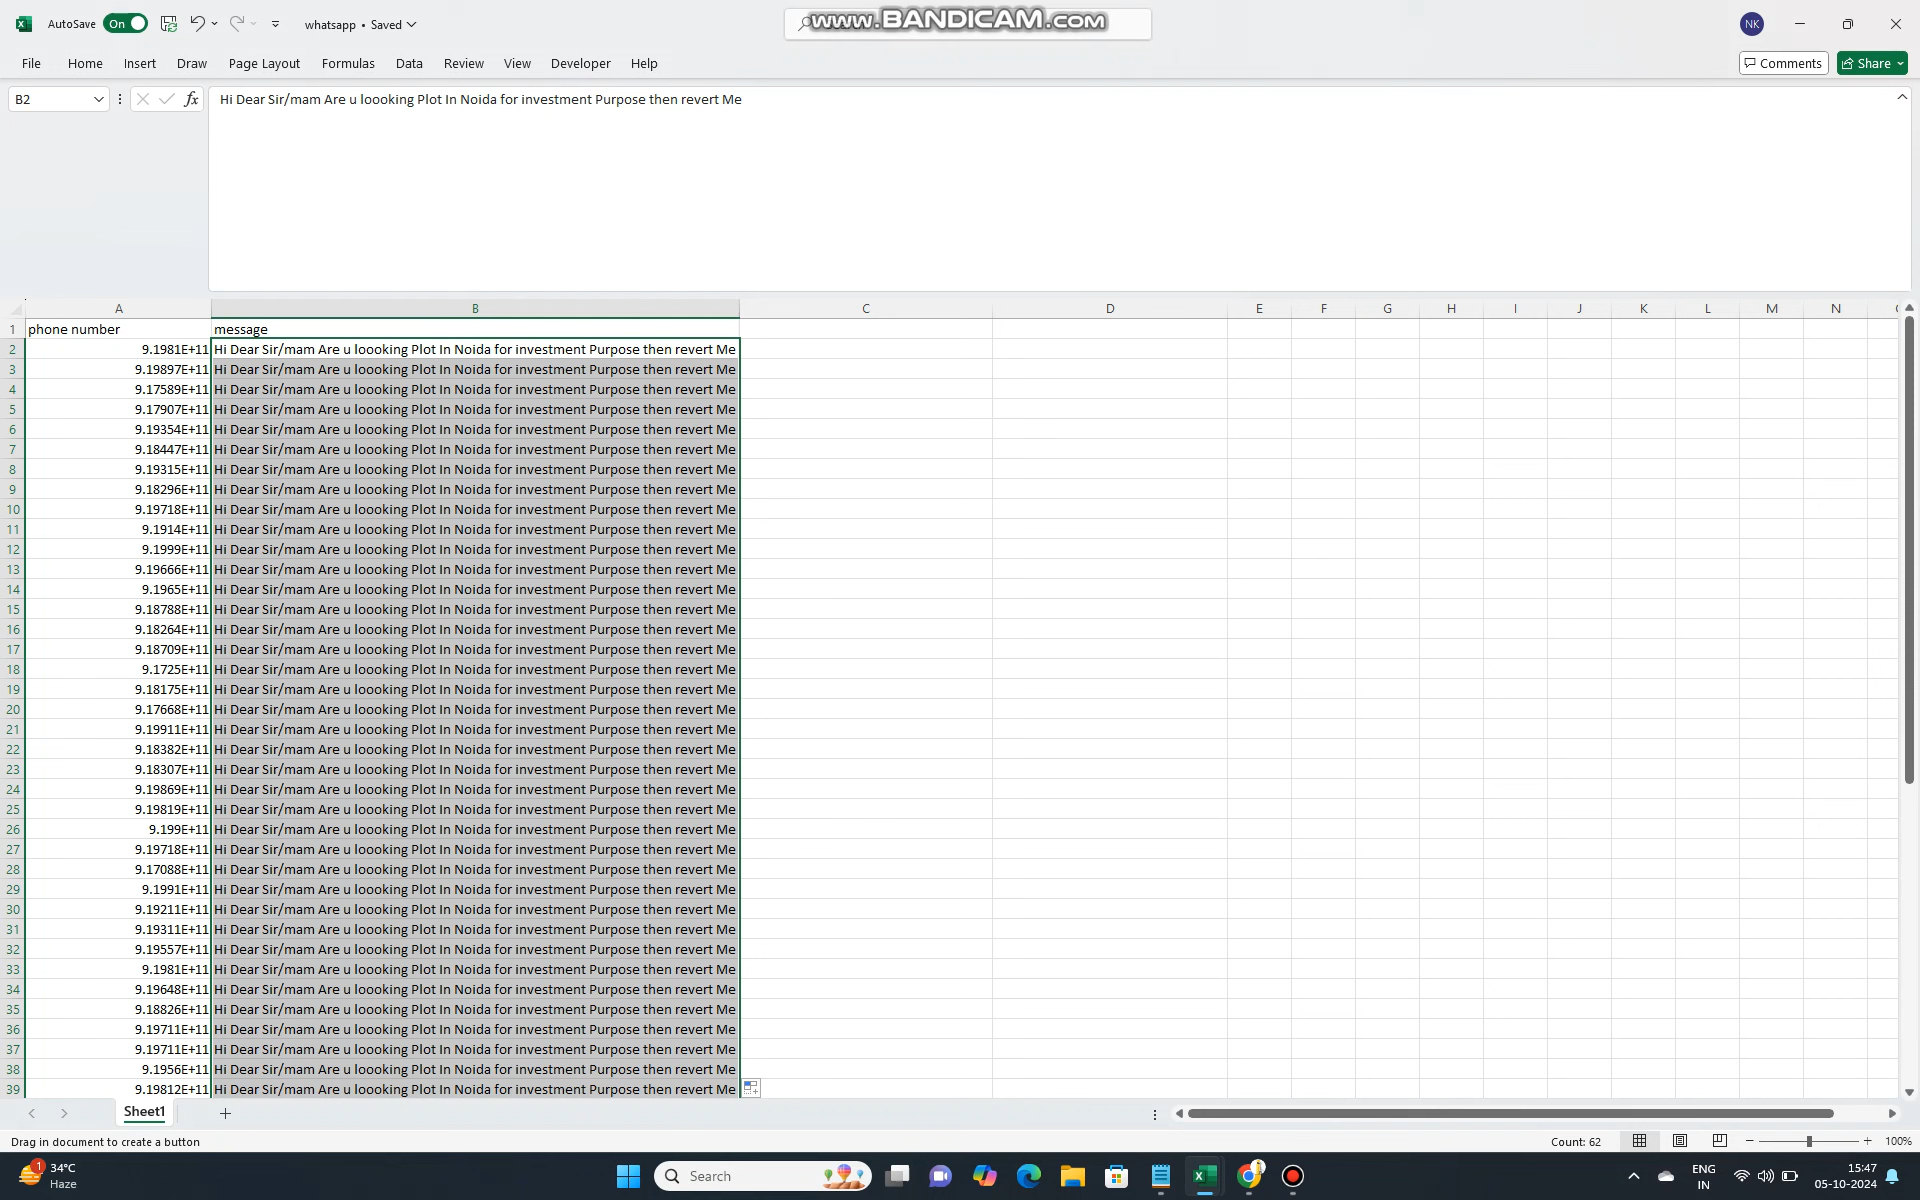 AutoSave On whatsapp • Saved WWW.BANDICAM.COM NK
File Home Insert Draw Page Layout Formulas Data Review View Developer Help Comments Share
B2 fx Hi Dear Sir/mam Are u loooking Plot In Noida for investment Purpose then revert Me
A B C D E F G H I J K L M N
1 phone number message
2 9.1981E+11 Hi Dear Sir/mam Are u loooking Plot In Noida for investment Purpose then revert Me
3 9.19897E+11 Hi Dear Sir/mam Are u loooking Plot In Noida for investment Purpose then revert Me
4 9.17589E+11 Hi Dear Sir/mam Are u loooking Plot In Noida for investment Purpose then revert Me
5 9.17907E+11 Hi Dear Sir/mam Are u loooking Plot In Noida for investment Purpose then revert Me
6 9.19354E+11 Hi Dear Sir/mam Are u loooking Plot In Noida for investment Purpose then revert Me
7 9.18447E+11 Hi Dear Sir/mam Are u loooking Plot In Noida for investment Purpose then revert Me
8 9.19315E+11 Hi Dear Sir/mam Are u loooking Plot In Noida for investment Purpose then revert Me
9 9.18296E+11 Hi Dear Sir/mam Are u loooking Plot In Noida for investment Purpose then revert Me
10 9.19718E+11 Hi Dear Sir/mam Are u loooking Plot In Noida for investment Purpose then revert Me
11 9.1914E+11 Hi Dear Sir/mam Are u loooking Plot In Noida for investment Purpose then revert Me
12 9.1999E+11 Hi Dear Sir/mam Are u loooking Plot In Noida for investment Purpose then revert Me
13 9.19666E+11 Hi Dear Sir/mam Are u loooking Plot In Noida for investment Purpose then revert Me
14 9.1965E+11 Hi Dear Sir/mam Are u loooking Plot In Noida for investment Purpose then revert Me
15 9.18788E+11 Hi Dear Sir/mam Are u loooking Plot In Noida for investment Purpose then revert Me
16 9.18264E+11 Hi Dear Sir/mam Are u loooking Plot In Noida for investment Purpose then revert Me
17 9.18709E+11 Hi Dear Sir/mam Are u loooking Plot In Noida for investment Purpose then revert Me
18 9.1725E+11 Hi Dear Sir/mam Are u loooking Plot In Noida for investment Purpose then revert Me
19 9.18175E+11 Hi Dear Sir/mam Are u loooking Plot In Noida for investment Purpose then revert Me
20 9.17668E+11 Hi Dear Sir/mam Are u loooking Plot In Noida for investment Purpose then revert Me
21 9.19911E+11 Hi Dear Sir/mam Are u loooking Plot In Noida for investment Purpose then revert Me
22 9.18382E+11 Hi Dear Sir/mam Are u loooking Plot In Noida for investment Purpose then revert Me
23 9.18307E+11 Hi Dear Sir/mam Are u loooking Plot In Noida for investment Purpose then revert Me
24 9.19869E+11 Hi Dear Sir/mam Are u loooking Plot In Noida for investment Purpose then revert Me
25 9.19819E+11 Hi Dear Sir/mam Are u loooking Plot In Noida for investment Purpose then revert Me
26 9.199E+11 Hi Dear Sir/mam Are u loooking Plot In Noida for investment Purpose then revert Me
27 9.19718E+11 Hi Dear Sir/mam Are u loooking Plot In Noida for investment Purpose then revert Me
28 9.17088E+11 Hi Dear Sir/mam Are u loooking Plot In Noida for investment Purpose then revert Me
29 9.1991E+11 Hi Dear Sir/mam Are u loooking Plot In Noida for investment Purpose then revert Me
30 9.19211E+11 Hi Dear Sir/mam Are u loooking Plot In Noida for investment Purpose then revert Me
31 9.19311E+11 Hi Dear Sir/mam Are u loooking Plot In Noida for investment Purpose then revert Me
32 9.19557E+11 Hi Dear Sir/mam Are u loooking Plot In Noida for investment Purpose then revert Me
33 9.1981E+11 Hi Dear Sir/mam Are u loooking Plot In Noida for investment Purpose then revert Me
34 9.19648E+11 Hi Dear Sir/mam Are u loooking Plot In Noida for investment Purpose then revert Me
35 9.18826E+11 Hi Dear Sir/mam Are u loooking Plot In Noida for investment Purpose then revert Me
36 9.19711E+11 Hi Dear Sir/mam Are u loooking Plot In Noida for investment Purpose then revert Me
37 9.19711E+11 Hi Dear Sir/mam Are u loooking Plot In Noida for investment Purpose then revert Me
38 9.1956E+11 Hi Dear Sir/mam Are u loooking Plot In Noida for investment Purpose then revert Me
39 9.19812E+11 Hi Dear Sir/mam Are u loooking Plot In Noida for investment Purpose then revert Me
Sheet1
Drag in document to create a button Count: 62 100%
1 34°C Search ENG 15:47
Haze IN 05-10-2024